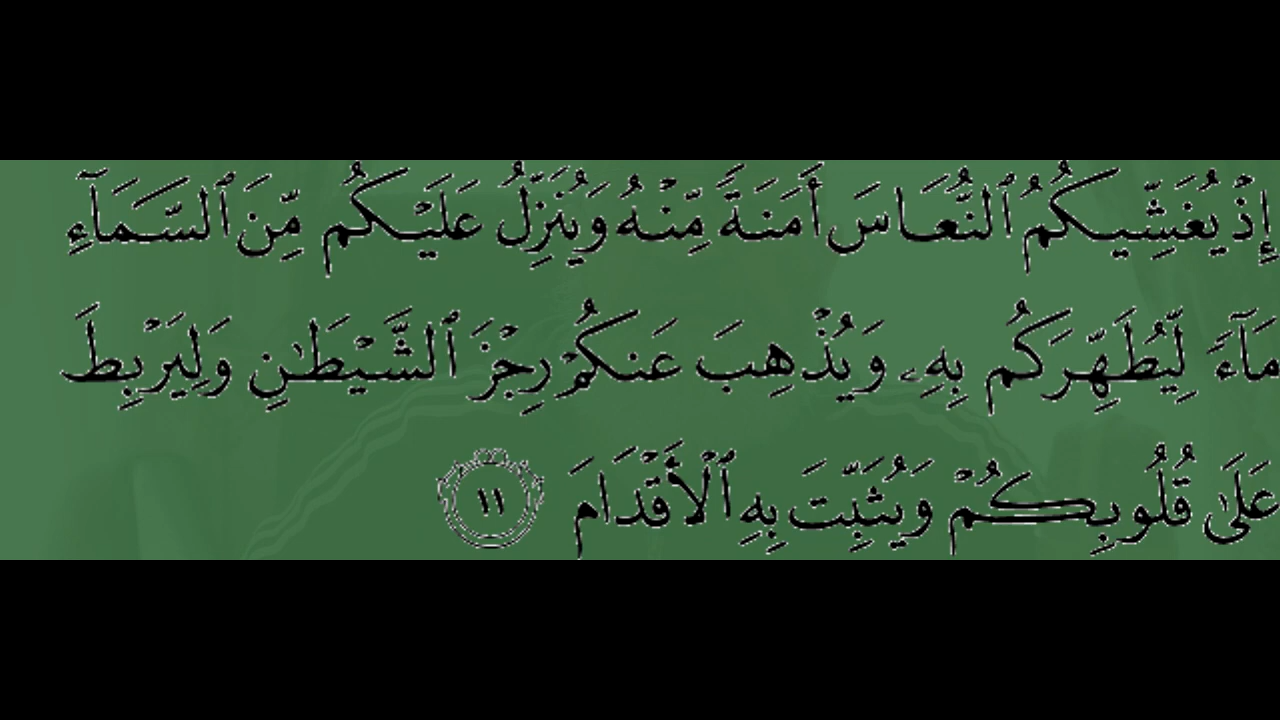 إِذْ يُغَشِّيكُمُ ٱلنُّعَاسَ أَمَنَةً مِّنْهُ وَيُنَزِّلُ عَلَيْكُم مِّنَ ٱلسَّمَآءِ
مَآءً لِّيُطَهِّرَكُم بِهِۦ وَيُذْهِبَ عَنكُمْ رِجْزَ ٱلشَّيْطَٰنِ وَلِيَرْبِطَ
عَلَىٰ قُلُوبِكُمْ وَيُثَبِّتَ بِهِ ٱلْأَقْدَامَ ١١